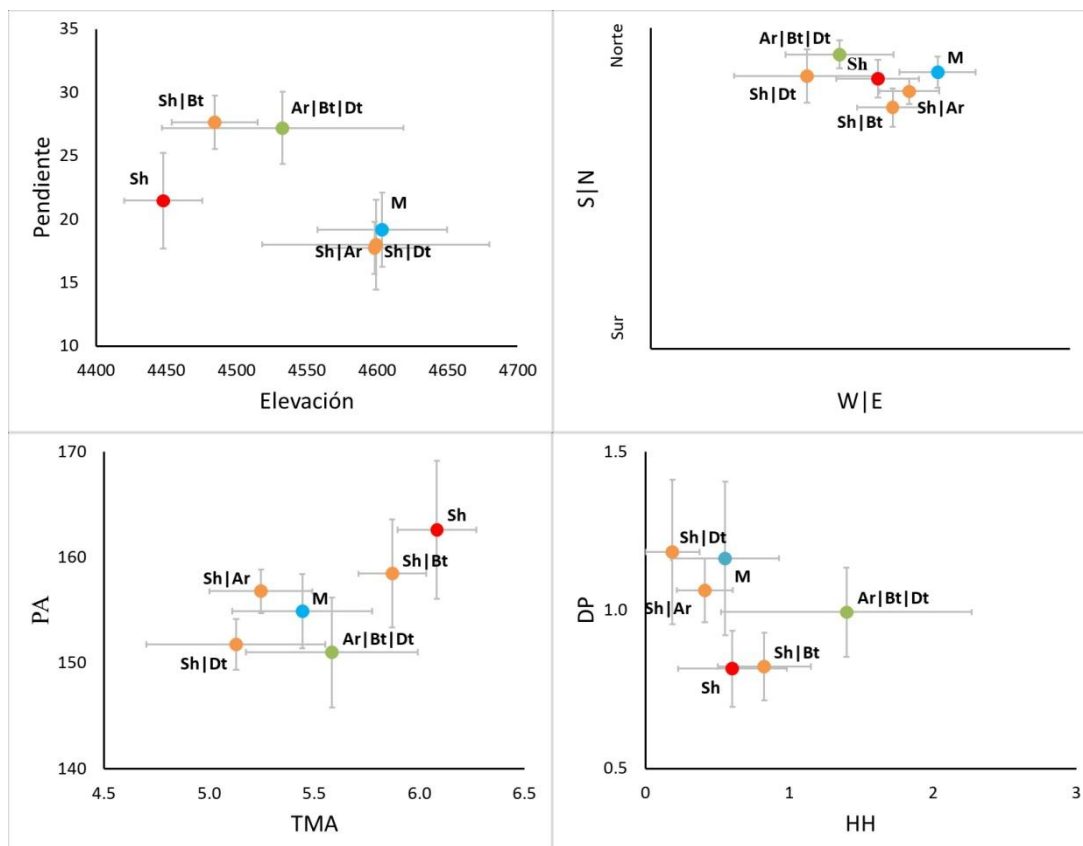 35
30
25
20
15
10
Pendiente
Sh|Bt
Ar|Bt|Dt
Sh
M
Sh|Ar
Sh|Dt
4400
4450
4500
4550
4600
4650
4700
Elevación
Norte
Sur
S|N
Ar|Bt|Dt
Sh
M
Sh|Dt
Sh|Ar
Sh|Bt
W|E
170
160
150
140
PA
Sh
Sh|Bt
Sh|Ar
M
Ar|Bt|Dt
Sh|Dt
4.5
5.0
5.5
6.0
6.5
TMA
1.5
1.0
0.5
DP
Sh|Dt
M
Sh|Ar
Ar|Bt|Dt
Sh|Bt
Sh
0
1
2
3
HH